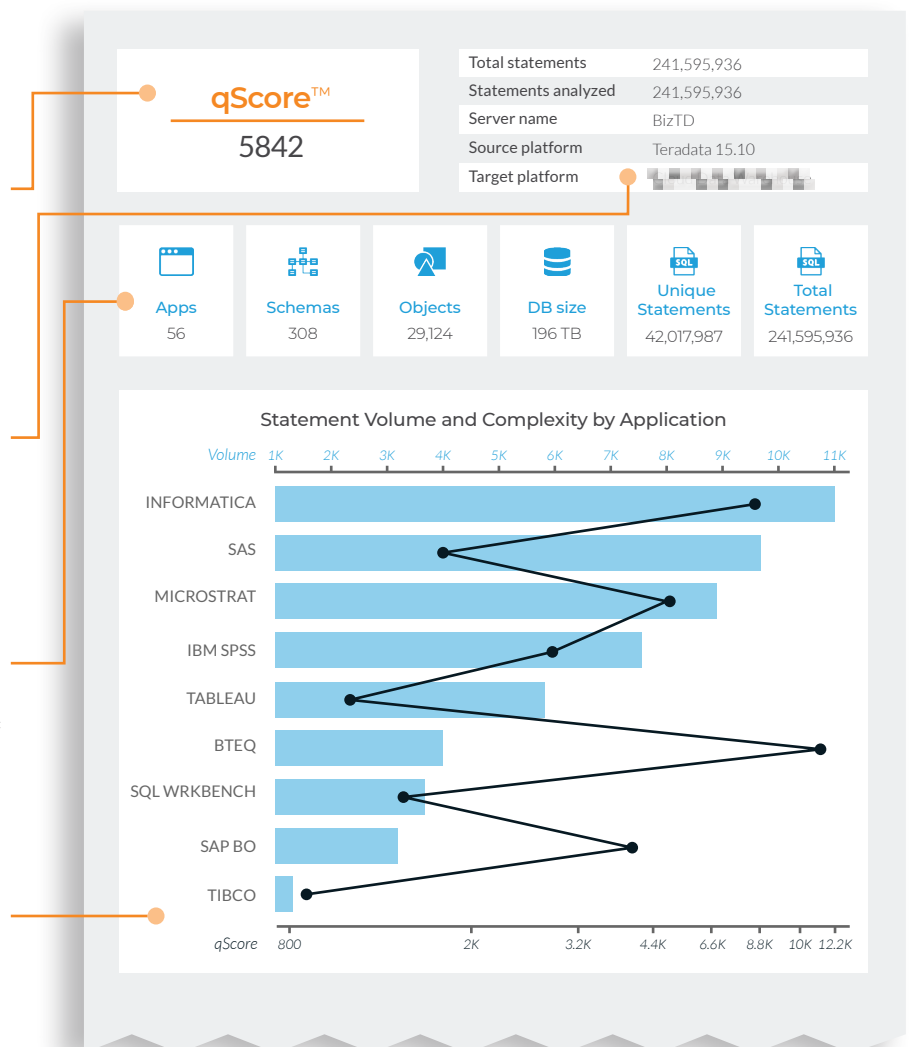 qScore™
5842
Total statements 241,595,936
Statements analyzed 241,595,936
Server name BizTD
Source platform Teradata 15.10
Target platform
Apps
56
Schemas
308
Objects
29,124
DB size
196 TB
SQL
Unique
Statements
42,017,987
SQL
Total
Statements
241,595,936
Statement Volume and Complexity by Application
Volume 1K 2K 3K 4K 5K 6K 7K 8K 9K 10K 11K
INFORMATICA
SAS
MICROSTRAT
IBM SPSS
TABLEAU
BTEQ
SQL WRKBENCH
SAP BO
TIBCO
qScore 800 2K 3.2K 4.4K 6.6K 8.8K 10K 12.2K